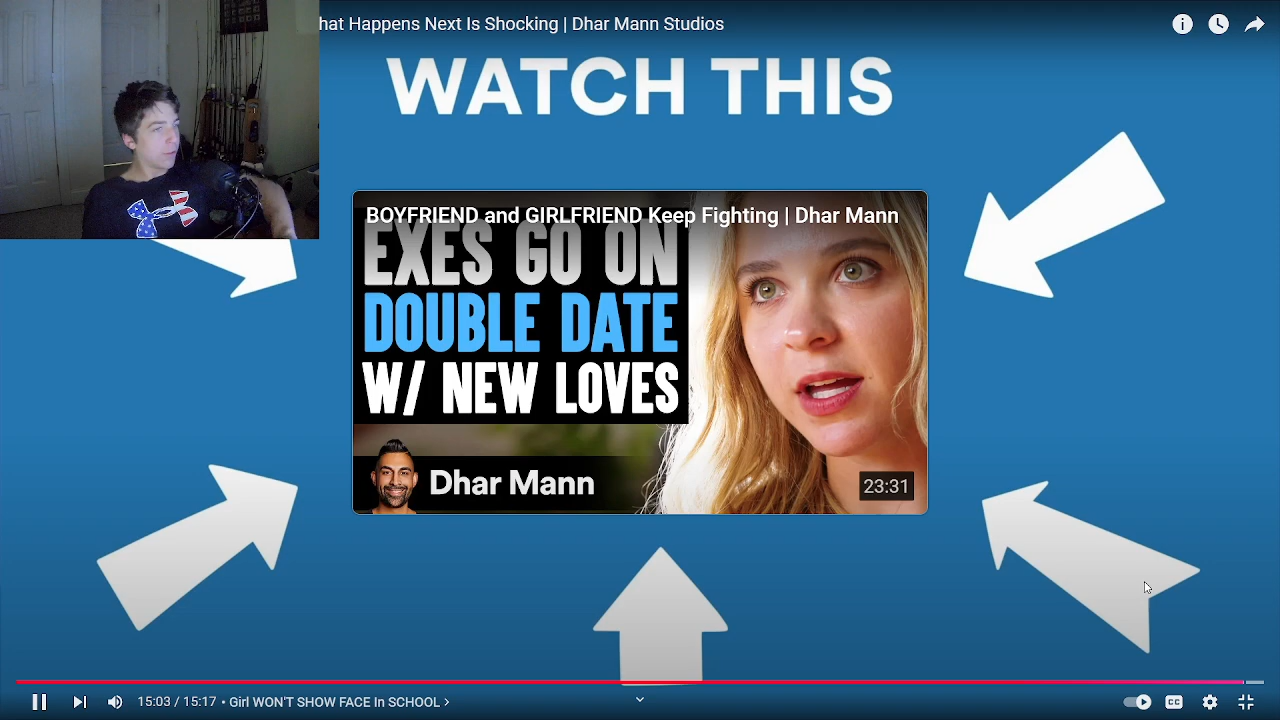 hat Happens Next Is Shocking | Dhar Mann Studios
WATCH THIS
BOYFRIEND and GIRLFRIEND Keep Fighting | Dhar Mann
EXES GO ON
DOUBLE DATE
W/ NEW LOVES
Dhar Mann
23:31
15:03 / 15:17 • Girl WON'T SHOW FACE In SCHOOL >
CC